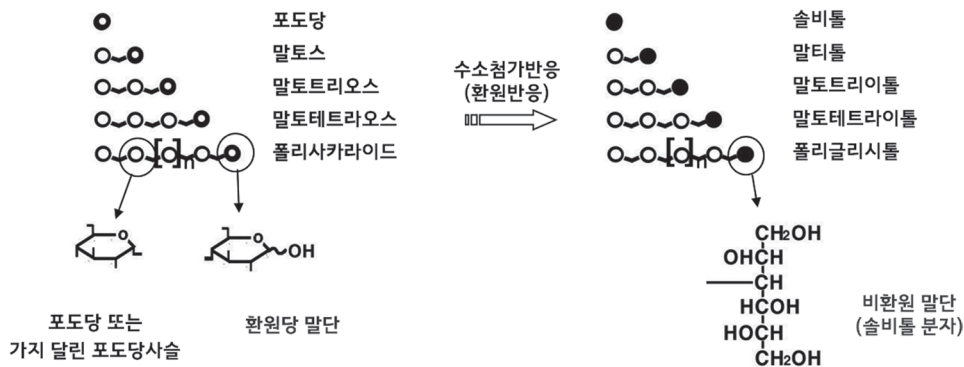 포도당
말토스
말토트리오스
말토테트라오스
폴리사카라이드
n
수소첨가반응
(환원반응)
솔비톨
말티톨
말토트리이톨
말토테트라이톨
폴리글리시톨
n
O
O
OH
포도당 또는
가지 달린 포도당사슬
환원당 말단
CH2OH
OHCH
CH
HCOH
HOCH
CH2OH
비환원 말단
(솔비톨 분자)